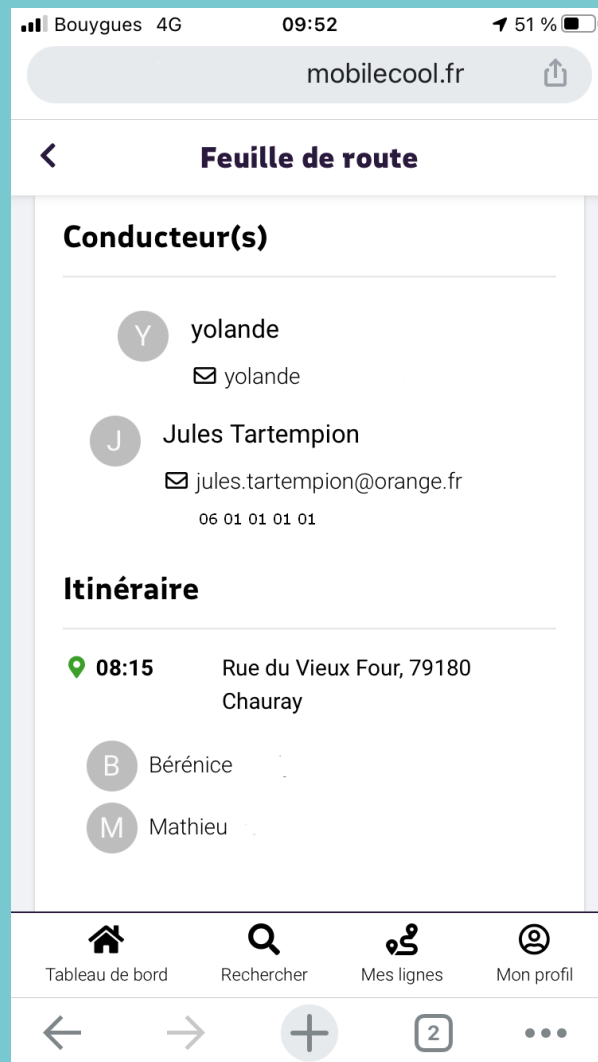 Bouygues 4G 09:52 51 %
mobilecool.fr
Feuille de route
Conducteur(s)
Y yolande
yolande
J Jules Tartempion
jules.tartempion@orange.fr
06 01 01 01 01
Itinéraire
08:15 Rue du Vieux Four, 79180
Chauray
B Bérénice
M Mathieu
Tableau de bord Rechercher Mes lignes Mon profil
2